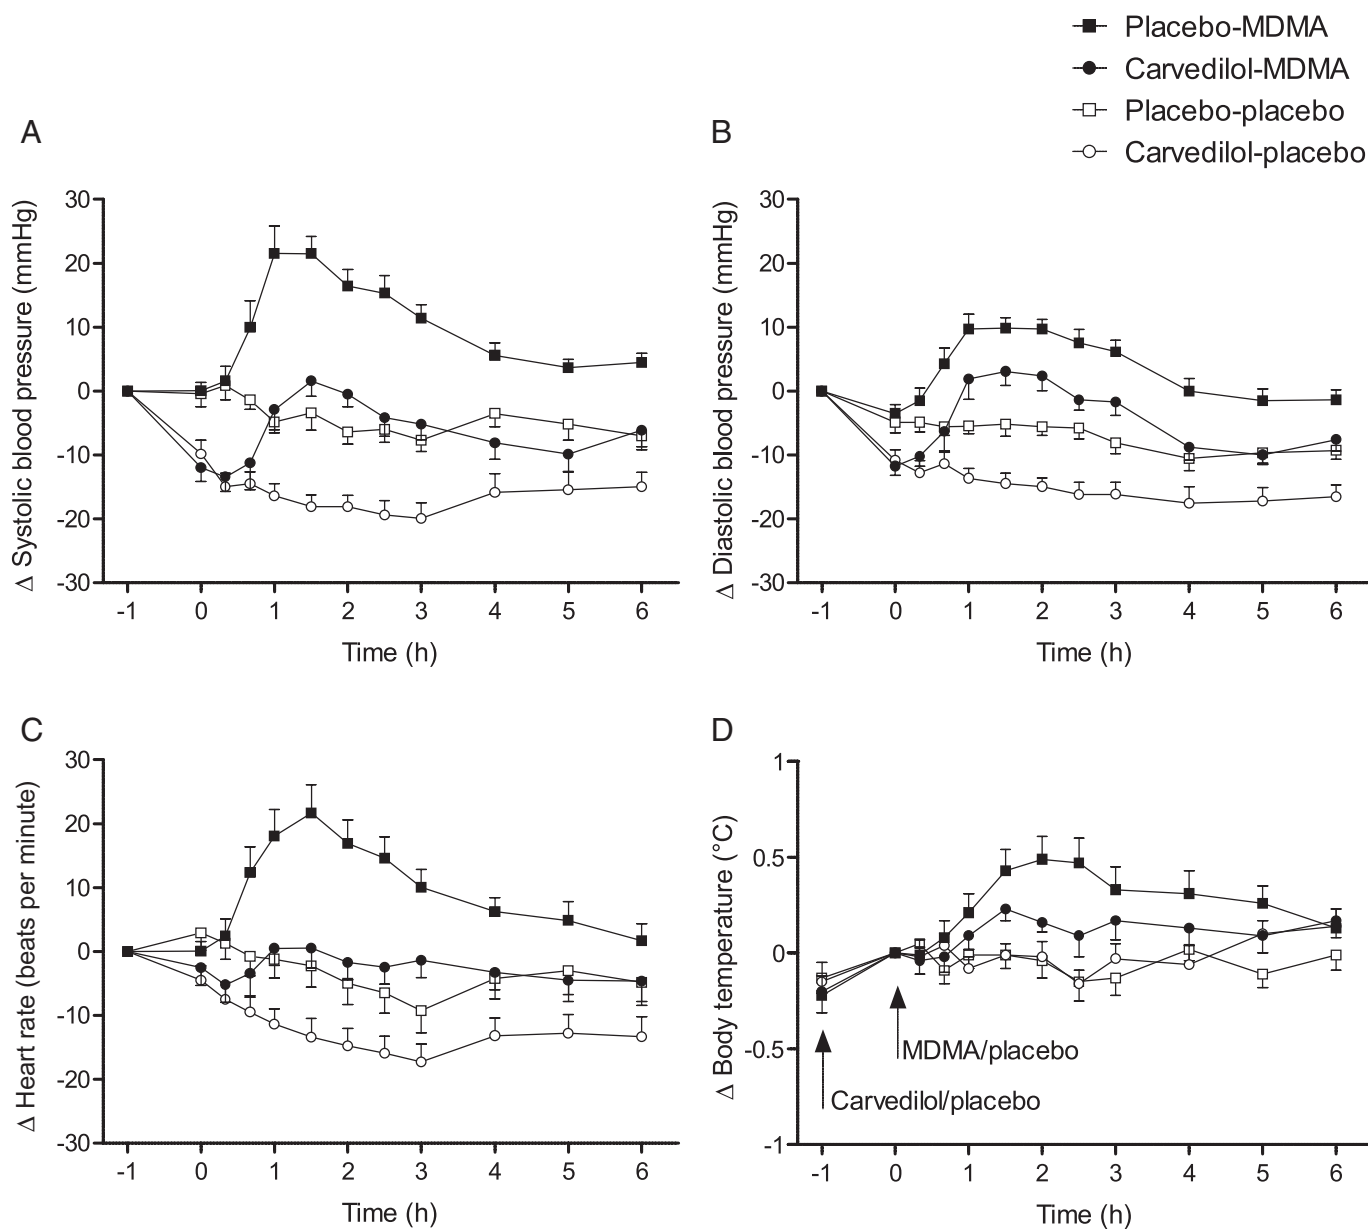 Placebo-MDMA
Carvedilol-MDMA
Placebo-placebo
Carvedilol-placebo
A
Δ Systolic blood pressure (mmHg)
30
20
10
0
-10
-20
-30
-1 0 1 2 3 4 5 6
Time (h)
B
Δ Diastolic blood pressure (mmHg)
30
20
10
0
-10
-20
-30
-1 0 1 2 3 4 5 6
Time (h)
C
Δ Heart rate (beats per minute)
30
20
10
0
-10
-20
-30
-1 0 1 2 3 4 5 6
Time (h)
D
Δ Body temperature (°C)
1
0.5
0
-0.5
-1
MDMA/placebo
Carvedilol/placebo
-1 0 1 2 3 4 5 6
Time (h)